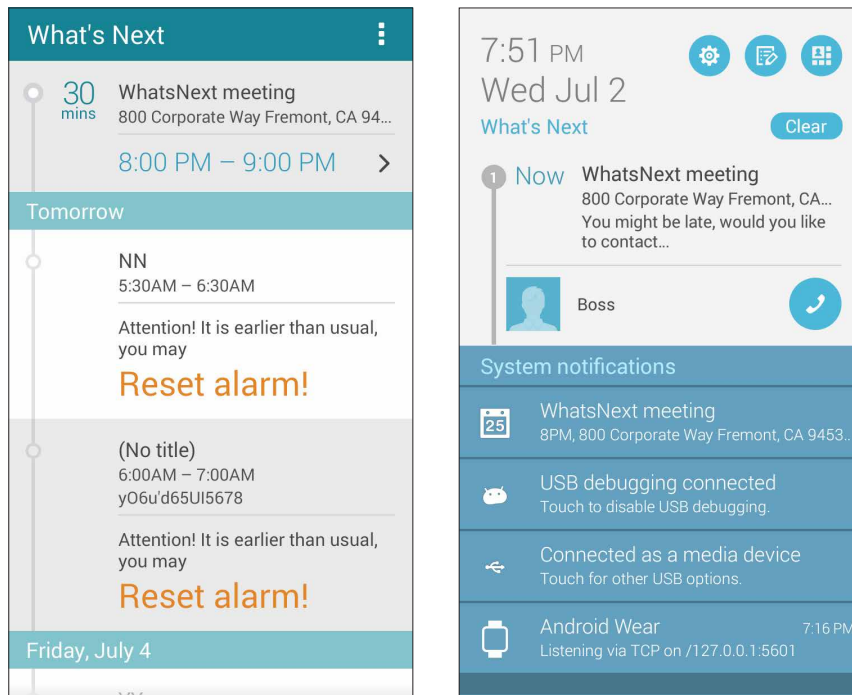 What's Next
30
mins
WhatsNext meeting
800 Corporate Way Fremont, CA 94...
8:00 PM – 9:00 PM
Tomorrow
NN
5:30AM – 6:30AM
Attention! It is earlier than usual,
you may
Reset alarm!
(No title)
6:00AM – 7:00AM
yO6u'd65UI5678
Attention! It is earlier than usual,
you may
Reset alarm!
Friday, July 4
7:51 PM
Wed Jul 2
What's Next
Clear
1
Now
WhatsNext meeting
800 Corporate Way Fremont, CA...
You might be late, would you like
to contact...
Boss
System notifications
25
WhatsNext meeting
8PM, 800 Corporate Way Fremont, CA 9453..
USB debugging connected
Touch to disable USB debugging.
Connected as a media device
Touch for other USB options.
Android Wear
7:16 PM
Listening via TCP on /127.0.0.1:5601